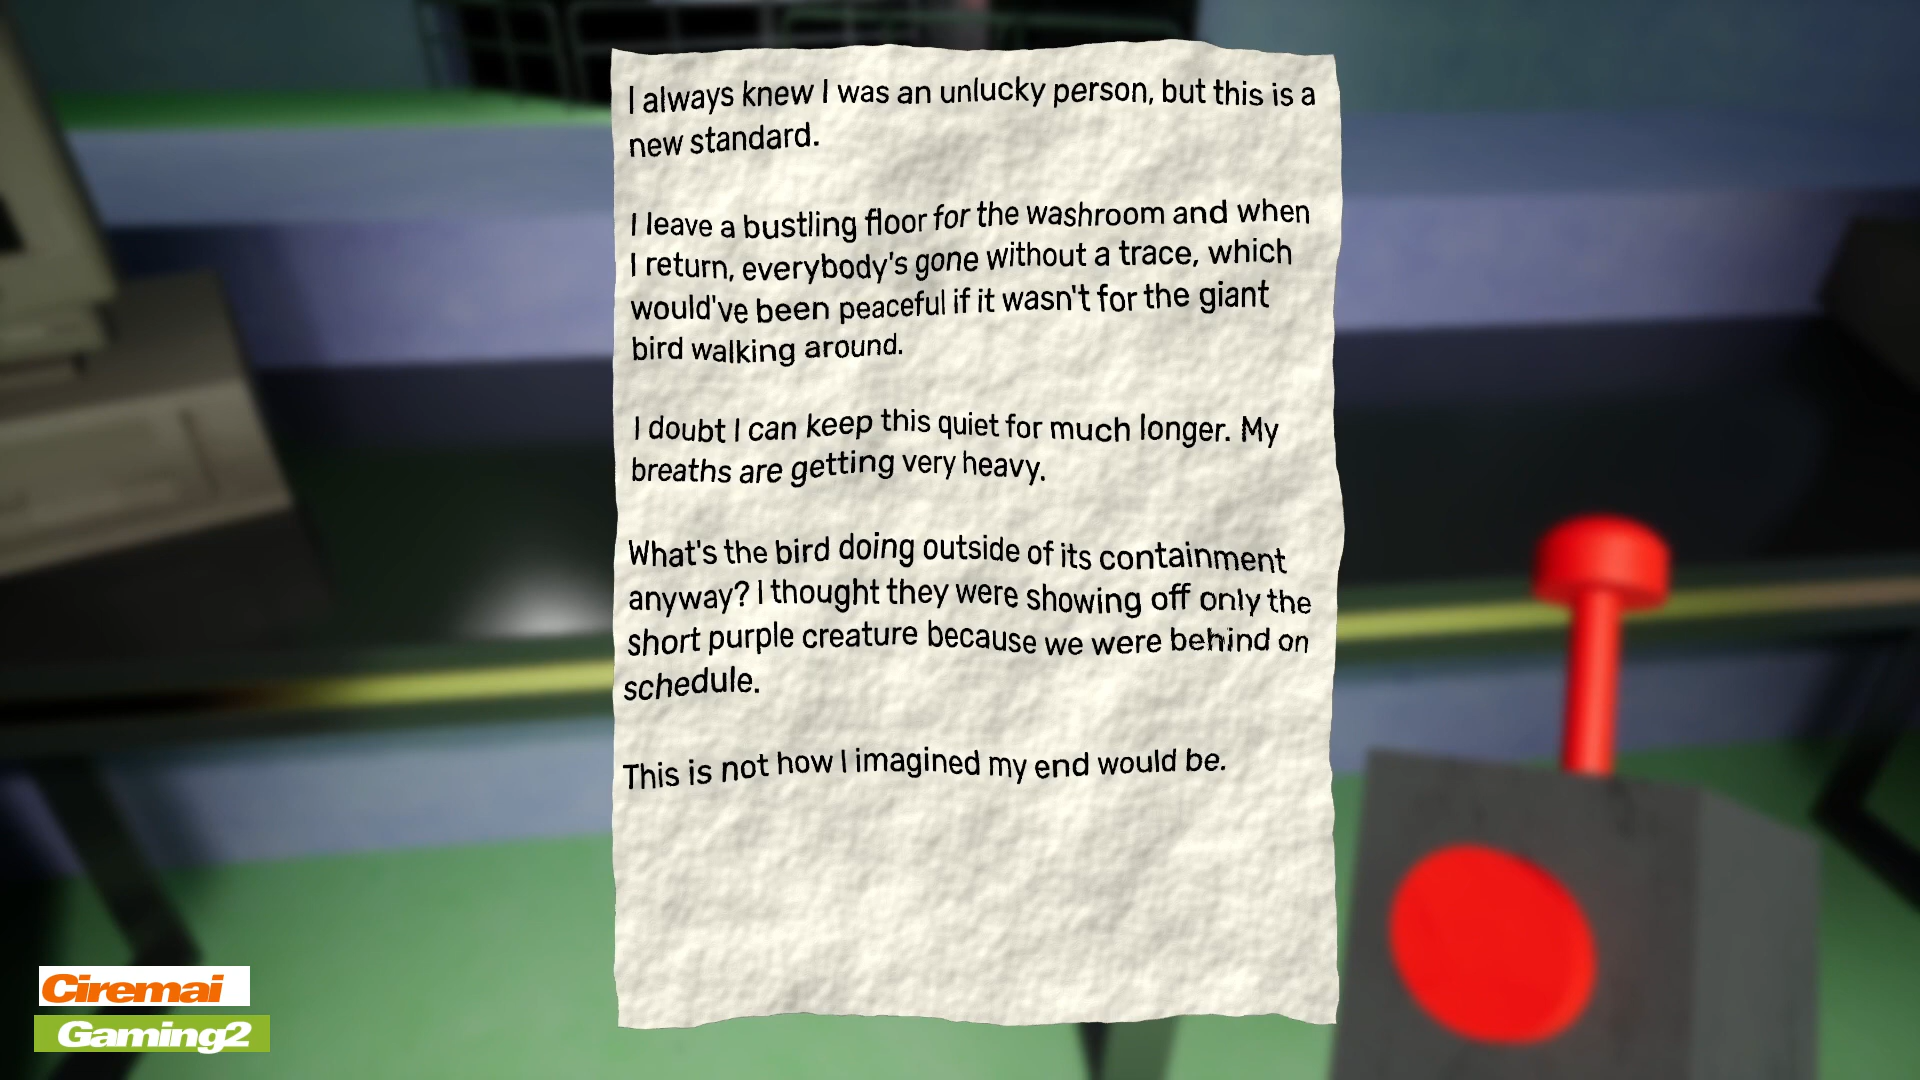 I always knew I was an unlucky person, but this is a
new standard.
I leave a bustling floor for the washroom and when
I return, everybody's gone without a trace, which
would've been peaceful if it wasn't for the giant
bird walking around.
I doubt I can keep this quiet for much longer. My
breaths are getting very heavy.
What's the bird doing outside of its containment
anyway? I thought they were showing off only the
short purple creature because we were behind on
schedule.
This is not how I imagined my end would be.
Ciremai
Gaming2